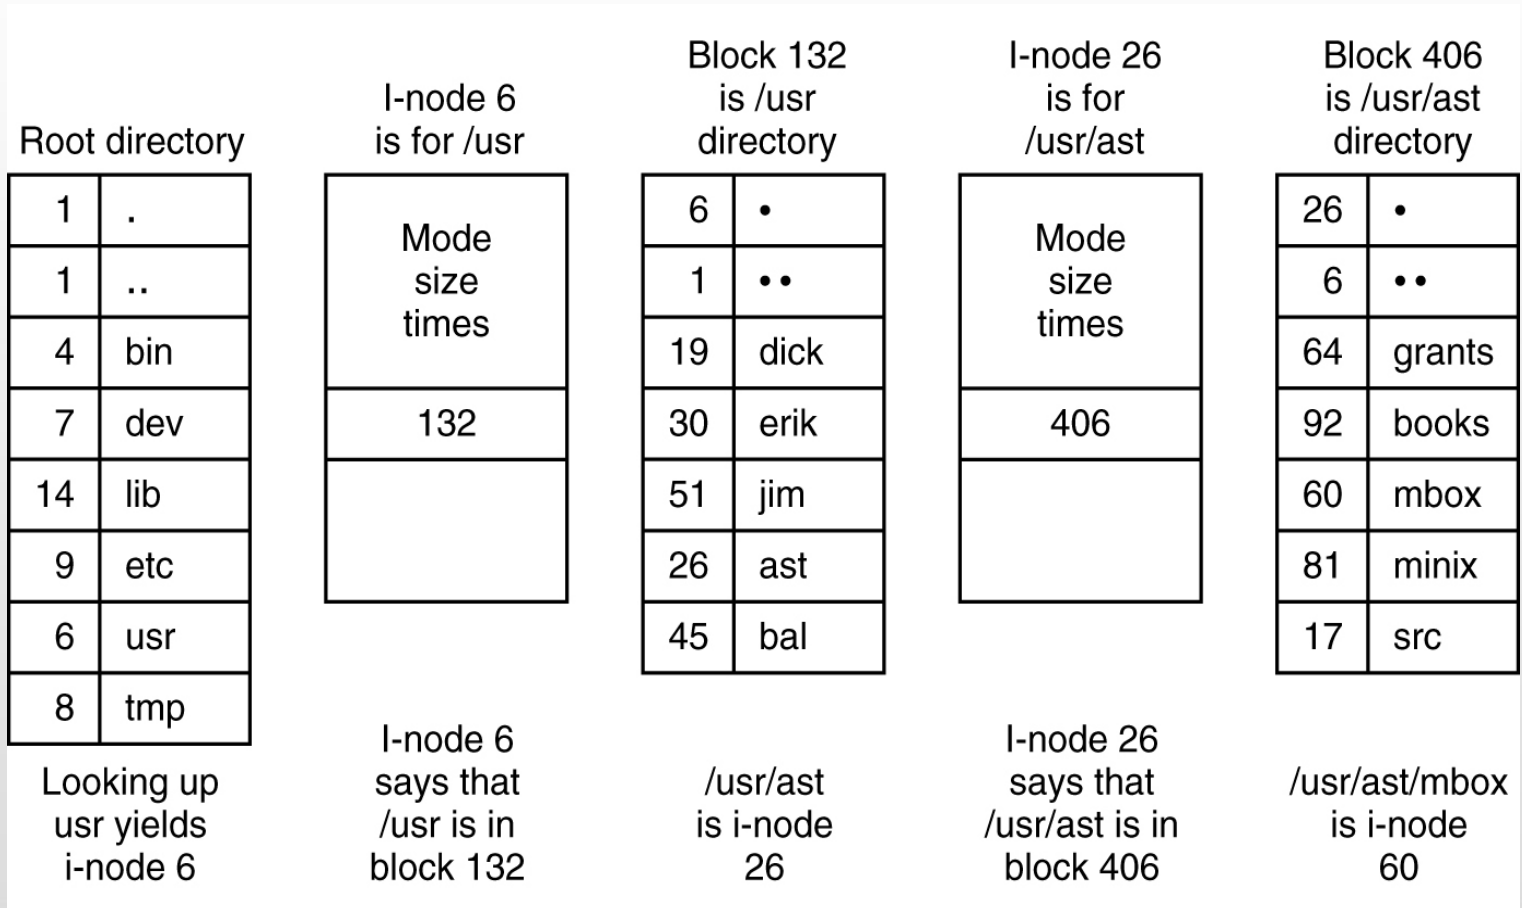 Root directory
1 .
1 ..
4 bin
7 dev
14 lib
9 etc
6 usr
8 tmp
Looking up
usr yields
i-node 6
I-node 6
is for /usr
Mode
size
times
132
I-node 6
says that
/usr is in
block 132
Block 132
is /usr
directory
6 •
1 ••
19 dick
30 erik
51 jim
26 ast
45 bal
/usr/ast
is i-node
26
I-node 26
is for
/usr/ast
Mode
size
times
406
I-node 26
says that
/usr/ast is in
block 406
Block 406
is /usr/ast
directory
26 •
6 ••
64 grants
92 books
60 mbox
81 minix
17 src
/usr/ast/mbox
is i-node
60